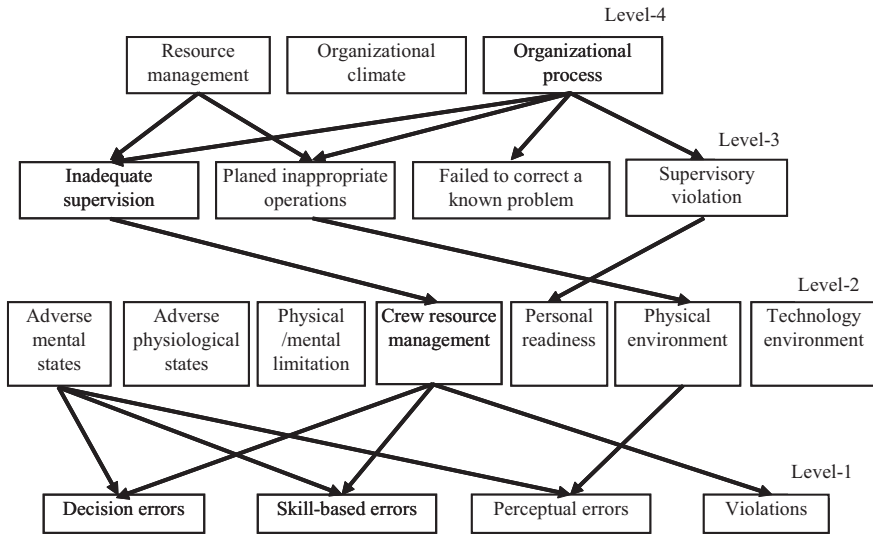 Level-4
Resource
management
Organizational
climate
Organizational
process
Level-3
Inadequate
supervision
Planed inappropriate
operations
Failed to correct a
known problem
Supervisory
violation
Level-2
Adverse
mental
states
Adverse
physiological
states
Physical
/mental
limitation
Crew resource
management
Personal
readiness
Physical
environment
Technology
environment
Level-1
Decision errors
Skill-based errors
Perceptual errors
Violations